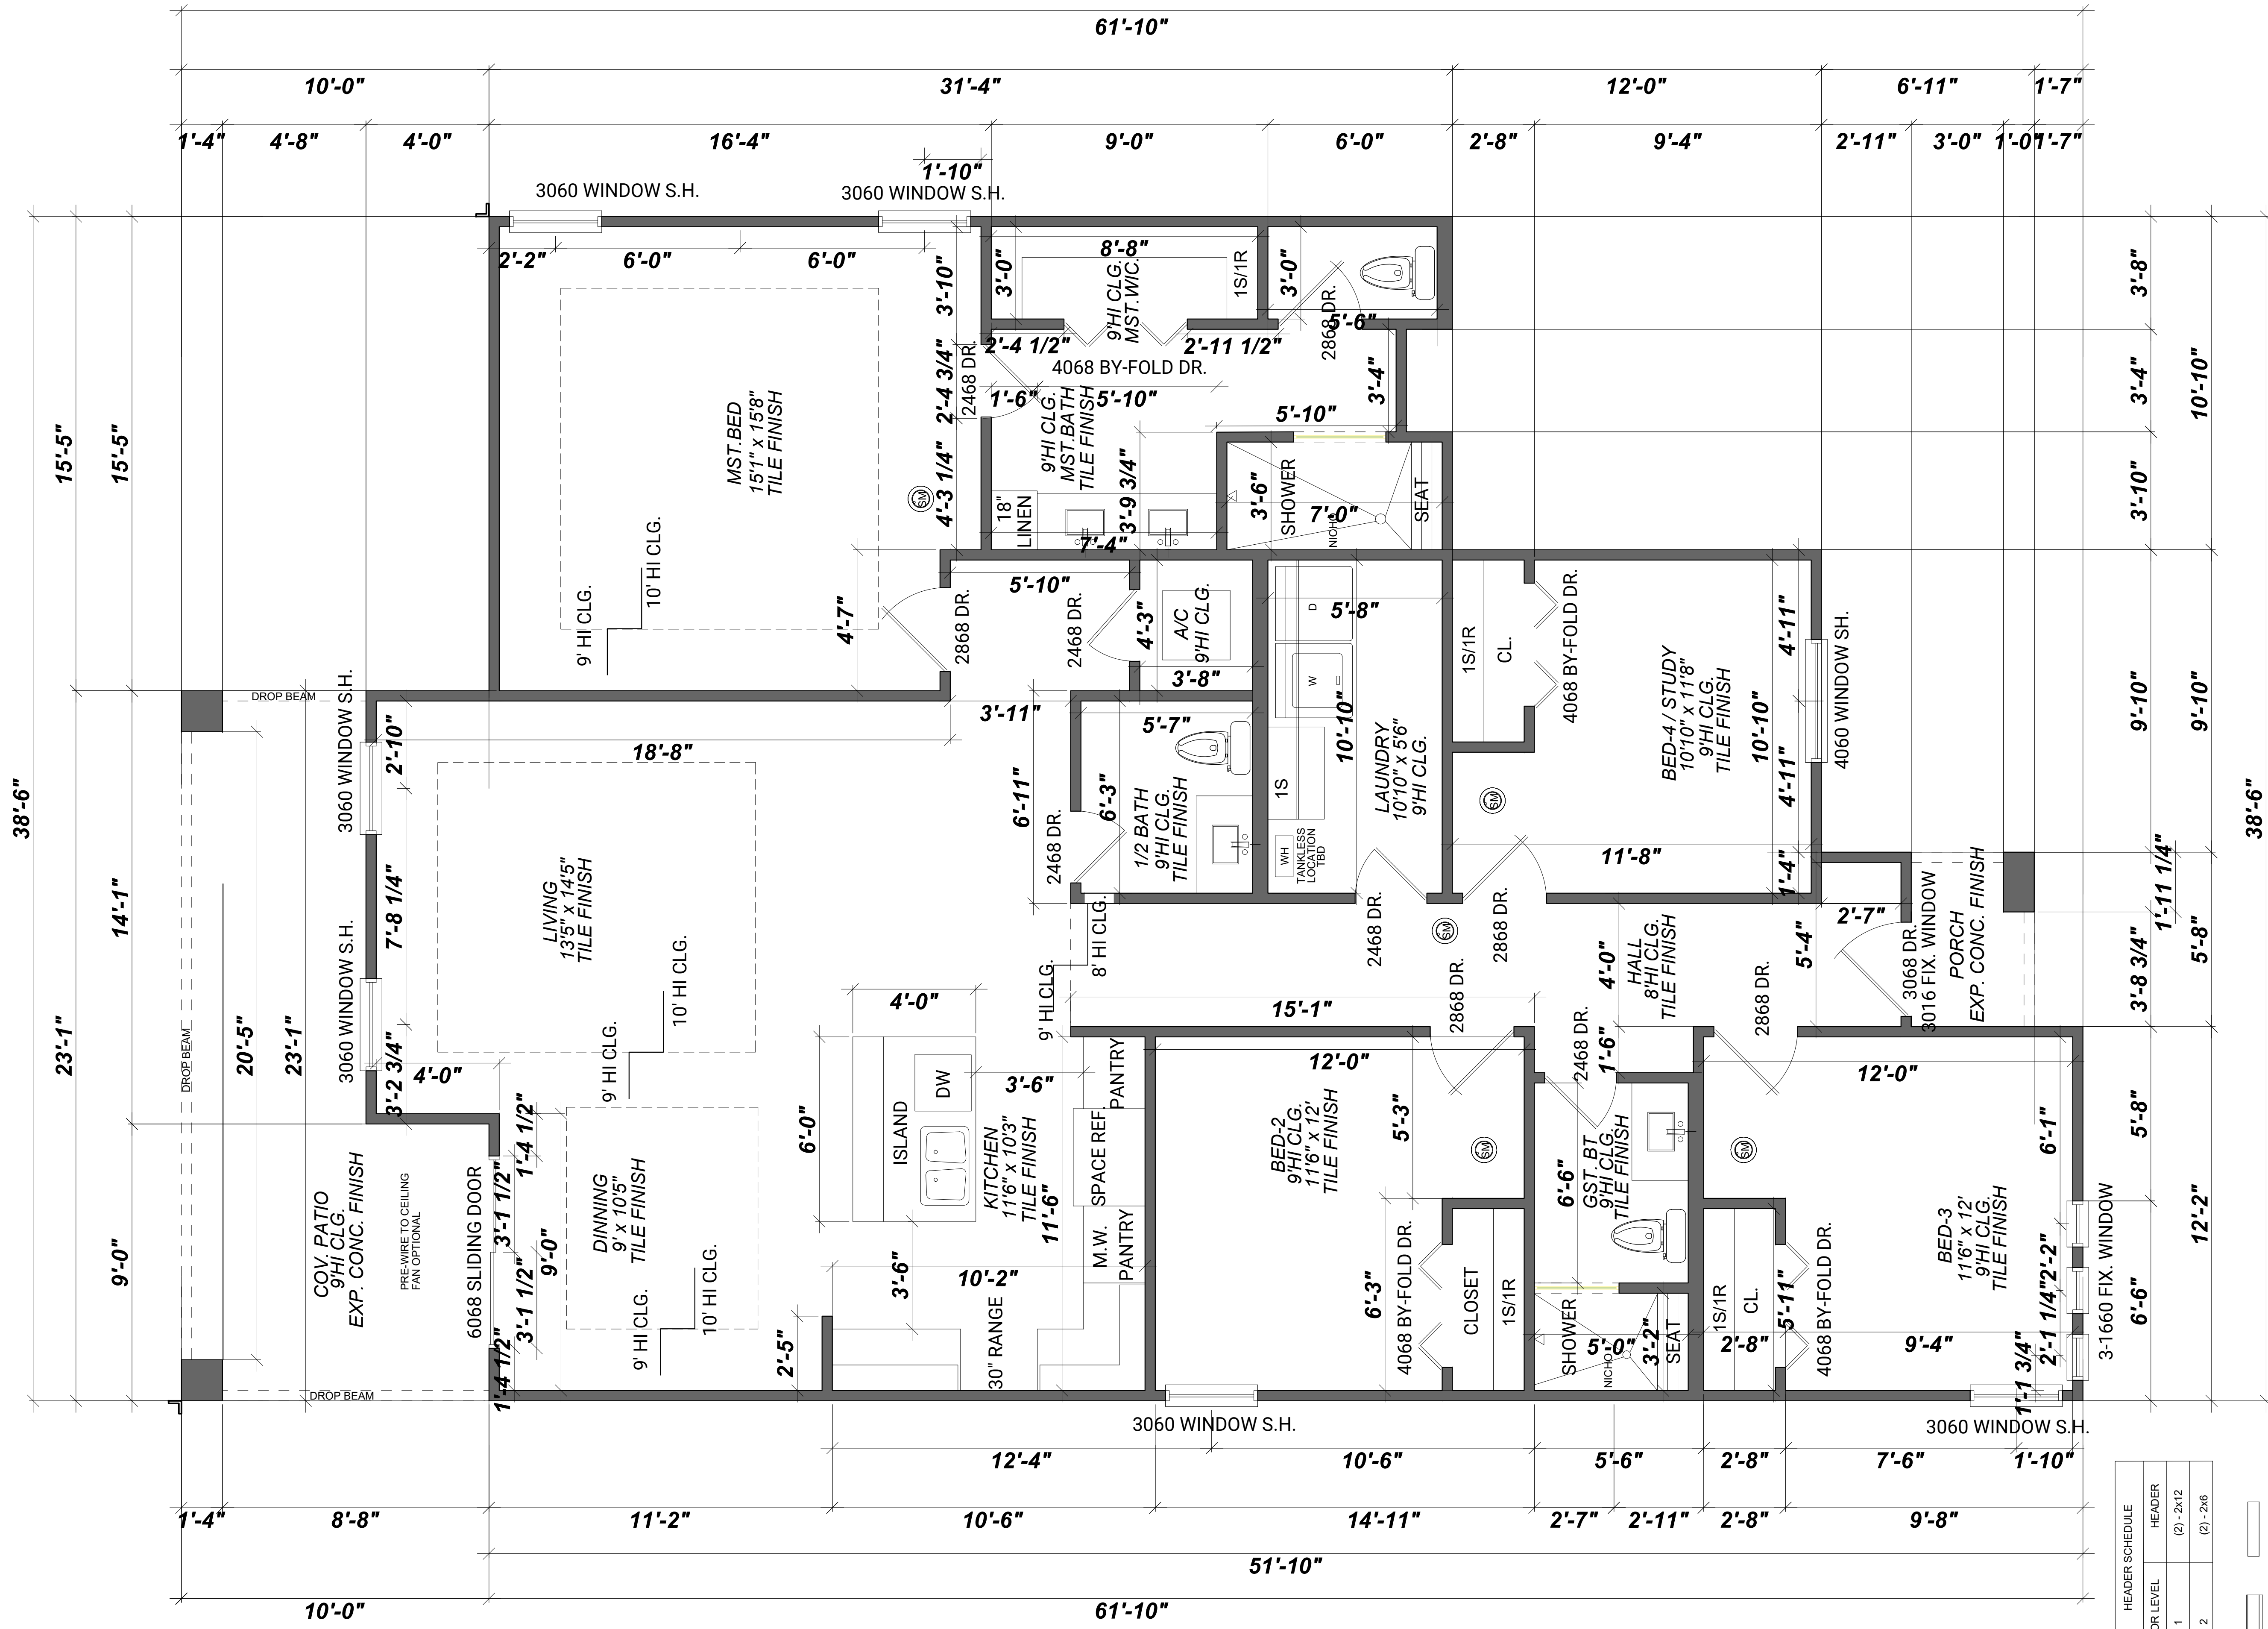 61'-10"
10'-0"
31'-4"
12'-0"
6'-11"
1'-7"
1'-4"
4'-8"
4'-0"
16'-4"
9'-0"
6'-0"
2'-8"
9'-4"
2'-11"
3'-0"
1'-0"
1'-7"
1'-10"
3060 WINDOW S.H.
3060 WINDOW S.H.
2'-2"
6'-0"
6'-0"
3'-10"
3'-0"
8'-8"
9'HI CLG.
MST.WIC.
1S/1R
3'-0"
2868 DR.
5'-6"
3'-8"
15'-5"
15'-5"
MST.BED
15'1" x 15'8"
TILE FINISH
2'-4 3/4"
2468 DR.
2'-4 1/2"
2'-11 1/2"
4068 BY-FOLD DR.
1'-6"
5'-10"
3'-4"
3'-4"
10'-10"
9'HI CLG.
MST.BATH
TILE FINISH
5'-10"
4'-3 1/4"
SM
18"
LINEN
3'-9 3/4"
7'-4"
3'-6"
SHOWER
7'-0"
NICHO
SEAT
3'-10"
9' HI CLG.
10' HI CLG.
4'-7"
5'-10"
2868 DR.
2468 DR.
4'-3"
A/C
9'HI CLG.
3'-8"
D
W
5'-8"
1S/1R
CL.
4068 BY-FOLD DR.
4'-11"
4060 WINDOW SH.
BED-4 / STUDY
10'10" x 11'8"
9'HI CLG.
TILE FINISH
10'-10"
4'-11"
9'-10"
9'-10"
38'-6"
38'-6"
DROP BEAM
3060 WINDOW S.H.
2'-10"
18'-8"
3'-11"
5'-7"
6'-11"
6'-3"
2468 DR.
1/2 BATH
9'HI CLG.
TILE FINISH
10'-10"
LAUNDRY
10'10" x 5'6"
9'HI CLG.
1S
WH
TANKLESS
LOCATION
TBD
SM
11'-8"
1'-4"
1'-11 1/4"
14'-1"
23'-1"
DROP BEAM
20'-5"
23'-1"
7'-8 1/4"
3060 WINDOW S.H.
LIVING
13'5" x 14'5"
TILE FINISH
9' HI CLG.
10' HI CLG.
9' HI CLG.
8' HI CLG.
2468 DR.
SM
2868 DR.
HALL
8'HI CLG.
TILE FINISH
4'-0"
5'-4"
2'-7"
3068 DR.
3016 FIX. WINDOW
PORCH
EXP. CONC. FINISH
3'-8 3/4"
5'-8"
4'-0"
15'-1"
2868 DR.
2868 DR.
3'-2 3/4"
4'-0"
6'-0"
ISLAND
DW
3'-6"
KITCHEN
11'6" x 10'3"
TILE FINISH
11'-6"
PANTRY
SPACE REF.
M.W.
PANTRY
12'-0"
BED-2
9'HI CLG.
11'6" x 12'
TILE FINISH
5'-3"
SM
2468 DR.
1'-6"
6'-6"
GST. BT
9'HI CLG.
TILE FINISH
SM
12'-0"
6'-1"
5'-8"
12'-2"
9'-0"
COV. PATIO
9'HI CLG.
EXP. CONC. FINISH
PRE-WIRE TO CEILING
FAN OPTIONAL
6068 SLIDING DOOR
1'-4 1/2"
3'-1 1/2"
3'-1 1/2"
1'-4 1/2"
9'-0"
DINNING
9' x 10'5"
TILE FINISH
9' HI CLG.
10' HI CLG.
2'-5"
3'-6"
10'-2"
30" RANGE
6'-3"
4068 BY-FOLD DR.
CLOSET
1S/1R
SHOWER
5'-0"
NICHO
3'-2"
SEAT
1S/1R
CL.
2'-8"
5'-11"
4068 BY-FOLD DR.
9'-4"
BED-3
11'6" x 12'
9'HI CLG.
TILE FINISH
2'-2"
2'-1 1/4"
1'-1 3/4"
3-1660 FIX. WINDOW
6'-6"
DROP BEAM
3060 WINDOW S.H.
3060 WINDOW S.H.
12'-4"
10'-6"
5'-6"
2'-8"
7'-6"
1'-10"
1'-4"
8'-8"
11'-2"
10'-6"
14'-11"
2'-7"
2'-11"
2'-8"
9'-8"
51'-10"
10'-0"
61'-10"
HEADER SCHEDULE
OR LEVEL
HEADER
1
(2) - 2x12
2
(2) - 2x6